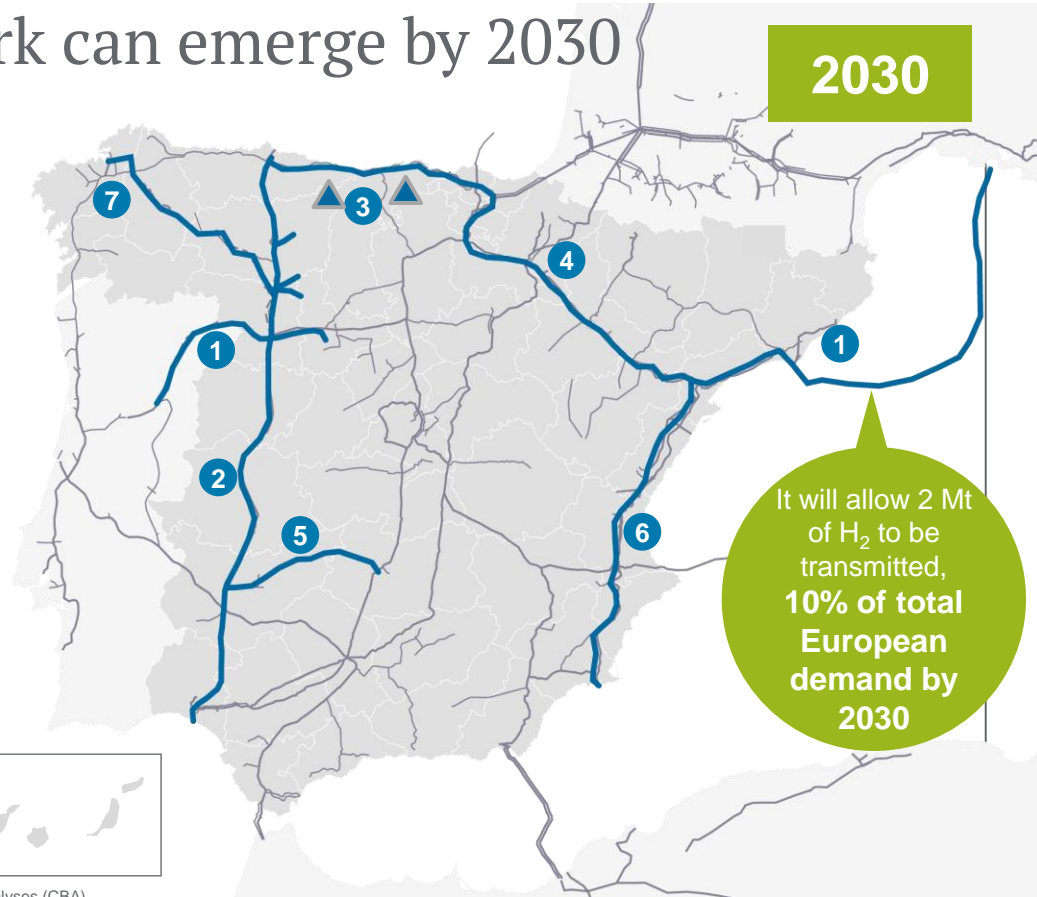 rk can emerge by 2030
2030
7
3
4
1
1
2
5
6
It will allow 2 Mt
of H₂ to be
transmitted,
10% of total
European
demand by
2030
(CBA)